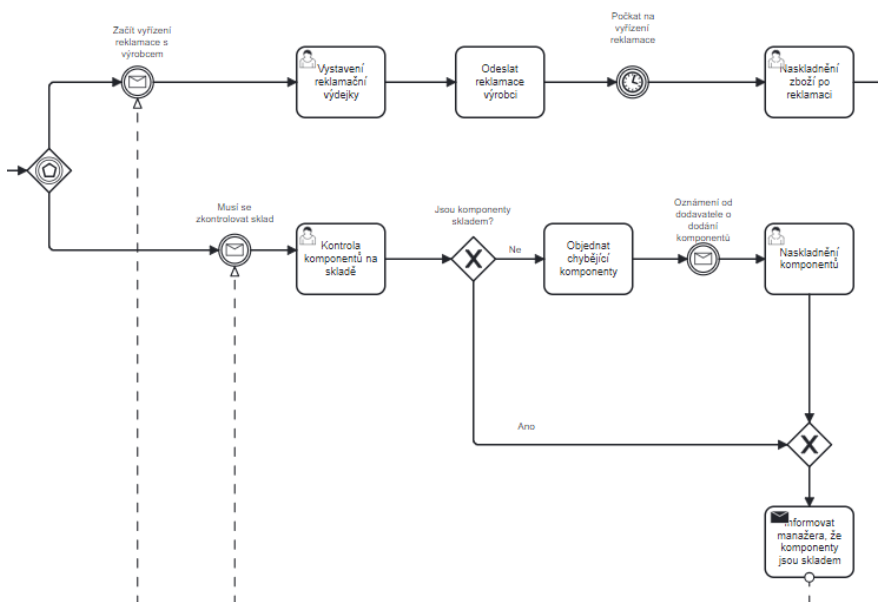 Začít vyřízení
reklamace s
výrobcem
Počkat na
vyřízení
reklamace
Vystavení
reklamační
výdejky
Odeslat
reklamace
výrobci
Naskladnění
zboží po
reklamaci
Musí se
zkontrolovat sklad
Jsou komponenty
skladem?
Oznámení od
dodavatele o
dodání
komponentů
Kontrola
komponentů na
skladě
Ne
Objednat
chybějící
komponenty
Naskladnění
komponentů
Ano
Informovat
manažera, že
komponenty
jsou skladem